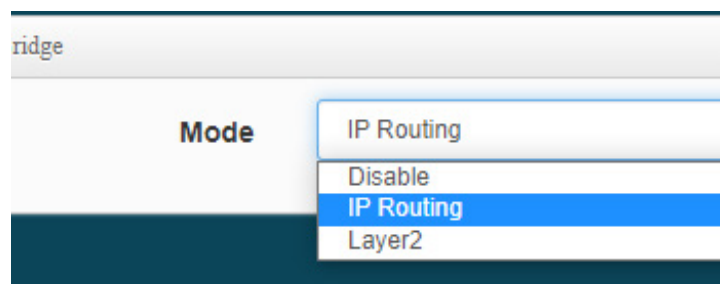 ridge
Mode IP Routing
Disable
IP Routing
Layer2